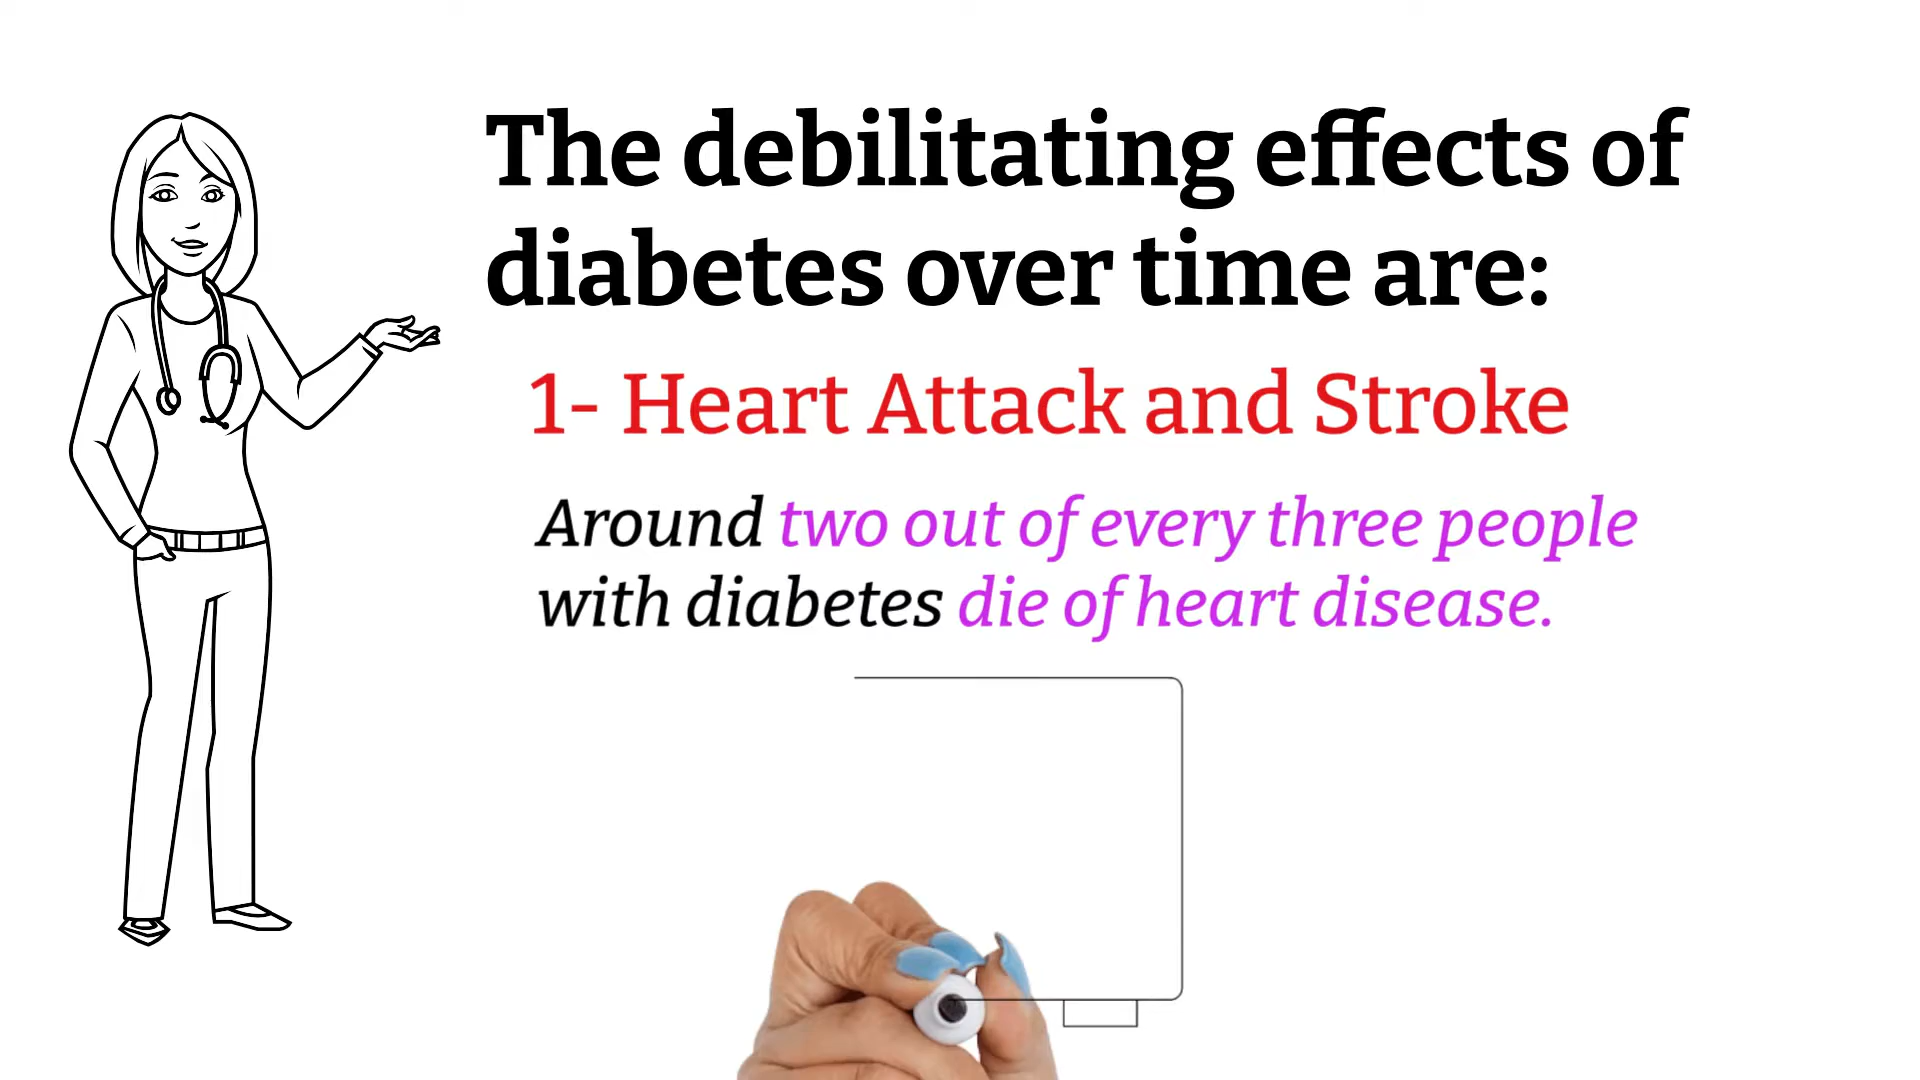 The debilitating effects of
diabetes over time are:
1- Heart Attack and Stroke
Around two out of every three people
with diabetes die of heart disease.